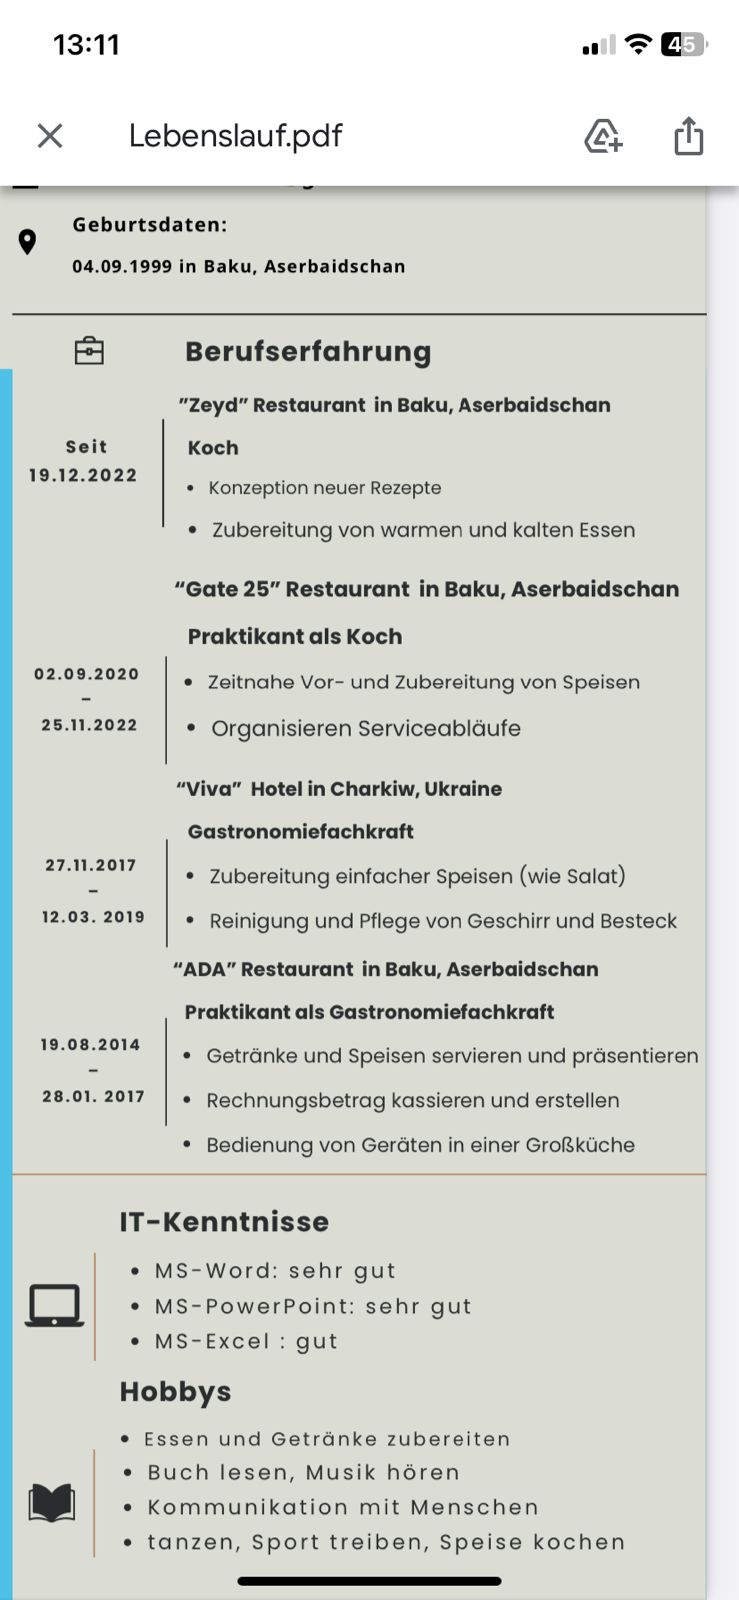 13:11
45
Lebenslauf.pdf
Geburtsdaten:
04.09.1999 in Baku, Aserbaidschan
Berufserfahrung
”Zeyd” Restaurant in Baku, Aserbaidschan
Seit
19.12.2022
Koch
• Konzeption neuer Rezepte
• Zubereitung von warmen und kalten Essen
“Gate 25” Restaurant in Baku, Aserbaidschan
Praktikant als Koch
02.09.2020
–
25.11.2022
• Zeitnahe Vor- und Zubereitung von Speisen
• Organisieren Serviceabläufe
“Viva” Hotel in Charkiw, Ukraine
Gastronomiefachkraft
27.11.2017
–
12.03. 2019
• Zubereitung einfacher Speisen (wie Salat)
• Reinigung und Pflege von Geschirr und Besteck
“ADA” Restaurant in Baku, Aserbaidschan
Praktikant als Gastronomiefachkraft
19.08.2014
–
28.01. 2017
• Getränke und Speisen servieren und präsentieren
• Rechnungsbetrag kassieren und erstellen
• Bedienung von Geräten in einer Großküche
IT-Kenntnisse
• MS-Word: sehr gut
• MS-PowerPoint: sehr gut
• MS-Excel : gut
Hobbys
• Essen und Getränke zubereiten
• Buch lesen, Musik hören
• Kommunikation mit Menschen
• tanzen, Sport treiben, Speise kochen